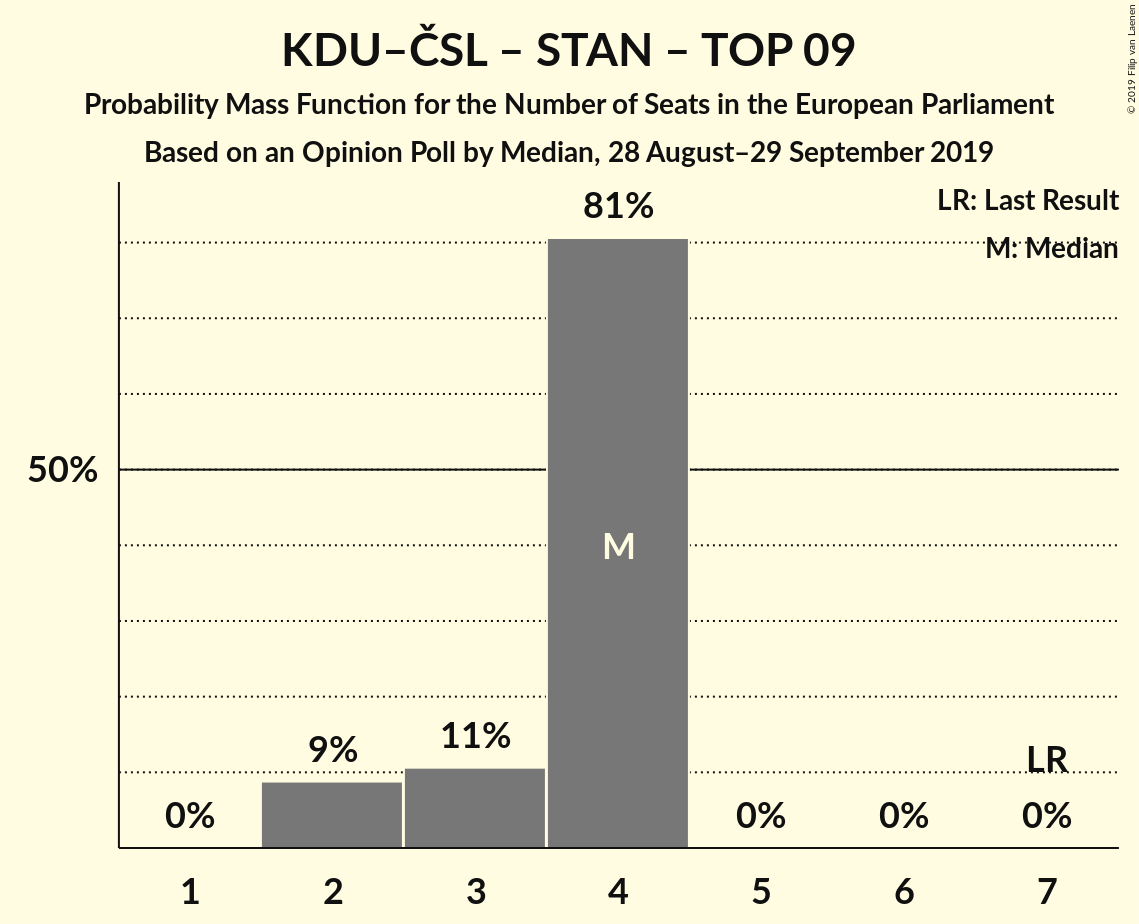 KDU–ČSL – STAN – TOP 09
Probability Mass Function for the Number of Seats in the European Parliament
Based on an Opinion Poll by Median, 28 August–29 September 2019
© 2019 Filip van Laenen
LR: Last Result
M: Median
81%
50%
M
9%
11%
LR
0%
0%
0%
0%
1 2 3 4 5 6 7